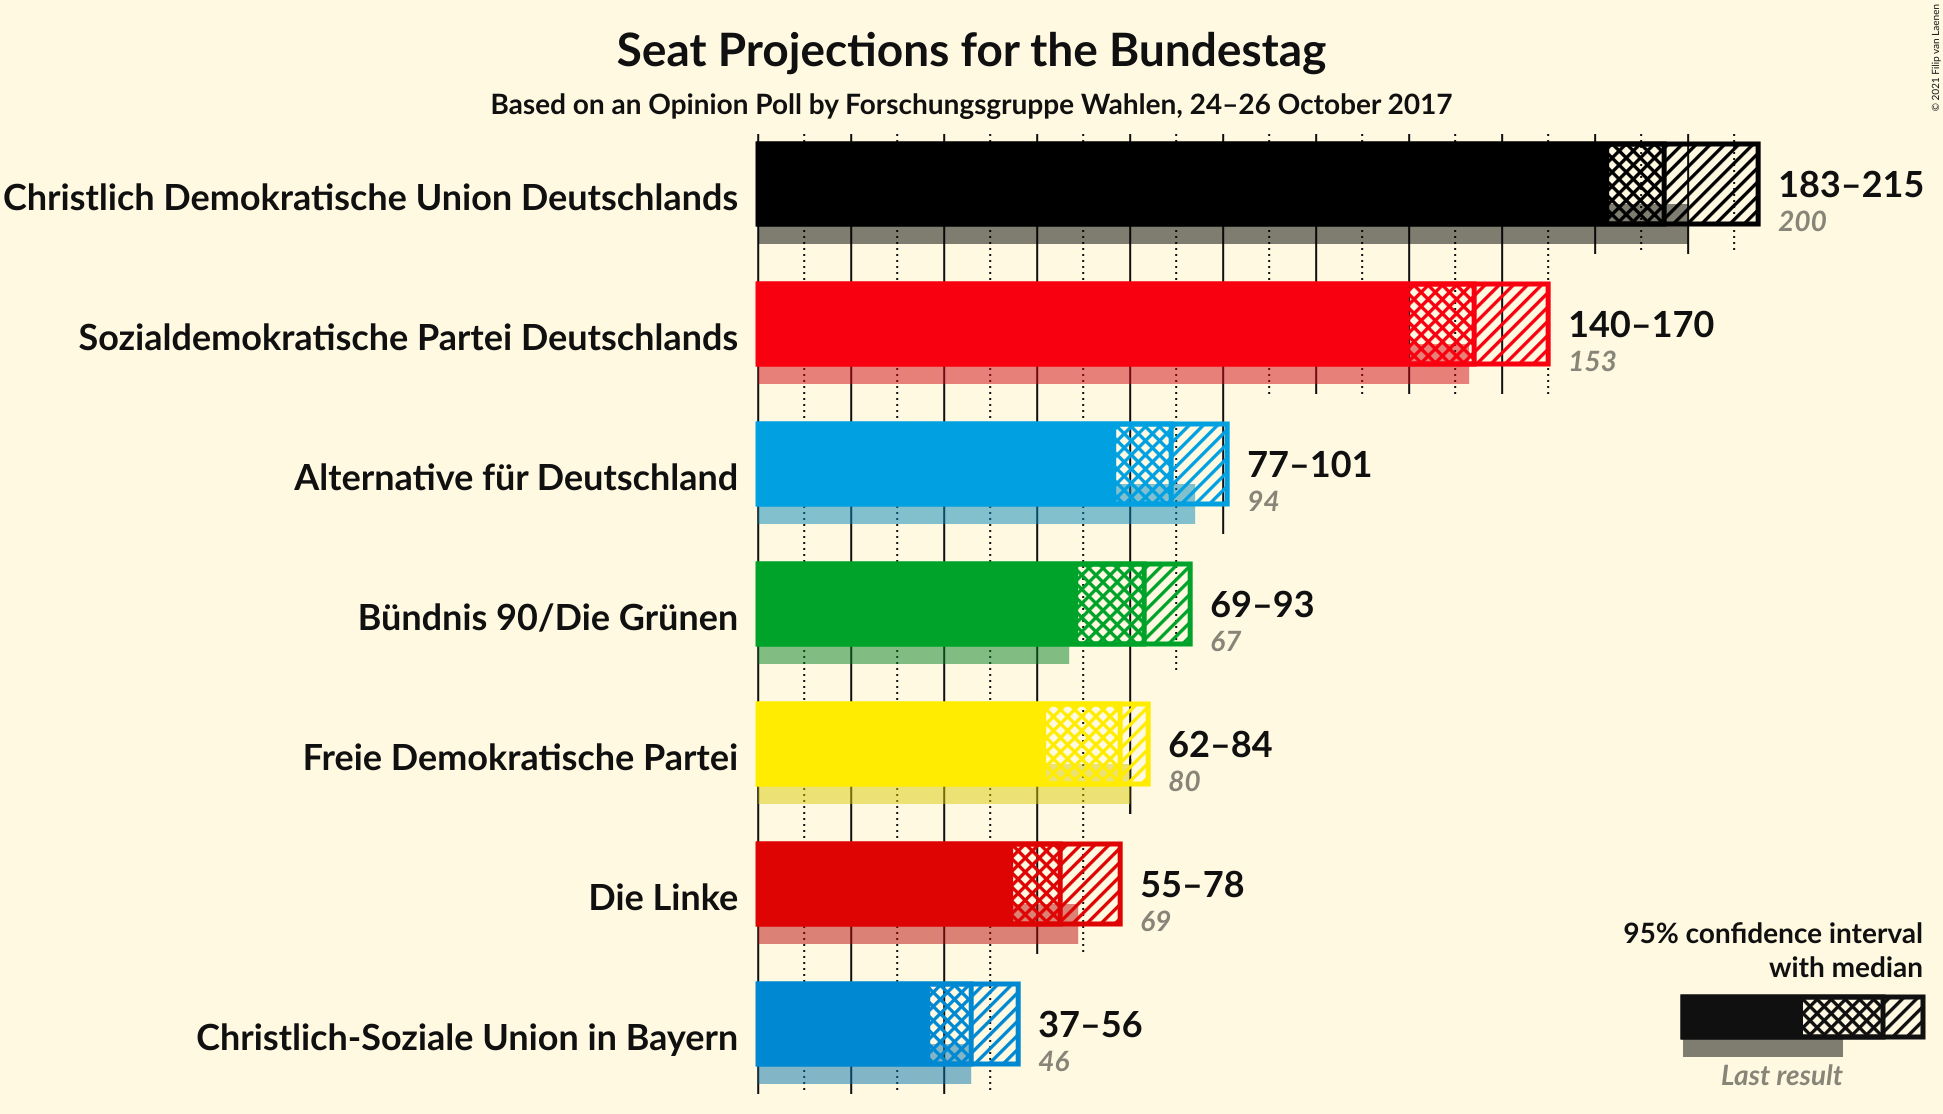 Seat Projections for the Bundestag
Based on an Opinion Poll by Forschungsgruppe Wahlen, 24–26 October 2017
© 2021 Filip van Laenen
Christlich Demokratische Union Deutschlands
183–215
200
Sozialdemokratische Partei Deutschlands
140–170
153
Alternative für Deutschland
77–101
94
Bündnis 90/Die Grünen
69–93
67
Freie Demokratische Partei
62–84
80
Die Linke
55–78
69
Christlich-Soziale Union in Bayern
37–56
46
95% confidence interval
with median
Last result